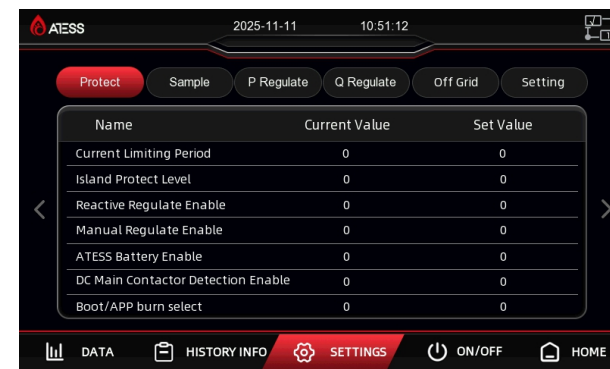 ATESS 2025-11-11 10:51:12
Protect Sample P Regulate Q Regulate Off Grid Setting
Name Current Value Set Value
Current Limiting Period 0 0
Island Protect Level 0 0
Reactive Regulate Enable 0 0
Manual Regulate Enable 0 0
ATESS Battery Enable 0 0
DC Main Contactor Detection Enable 0 0
Boot/APP burn select 0 0
DATA HISTORY INFO SETTINGS ON/OFF HOME